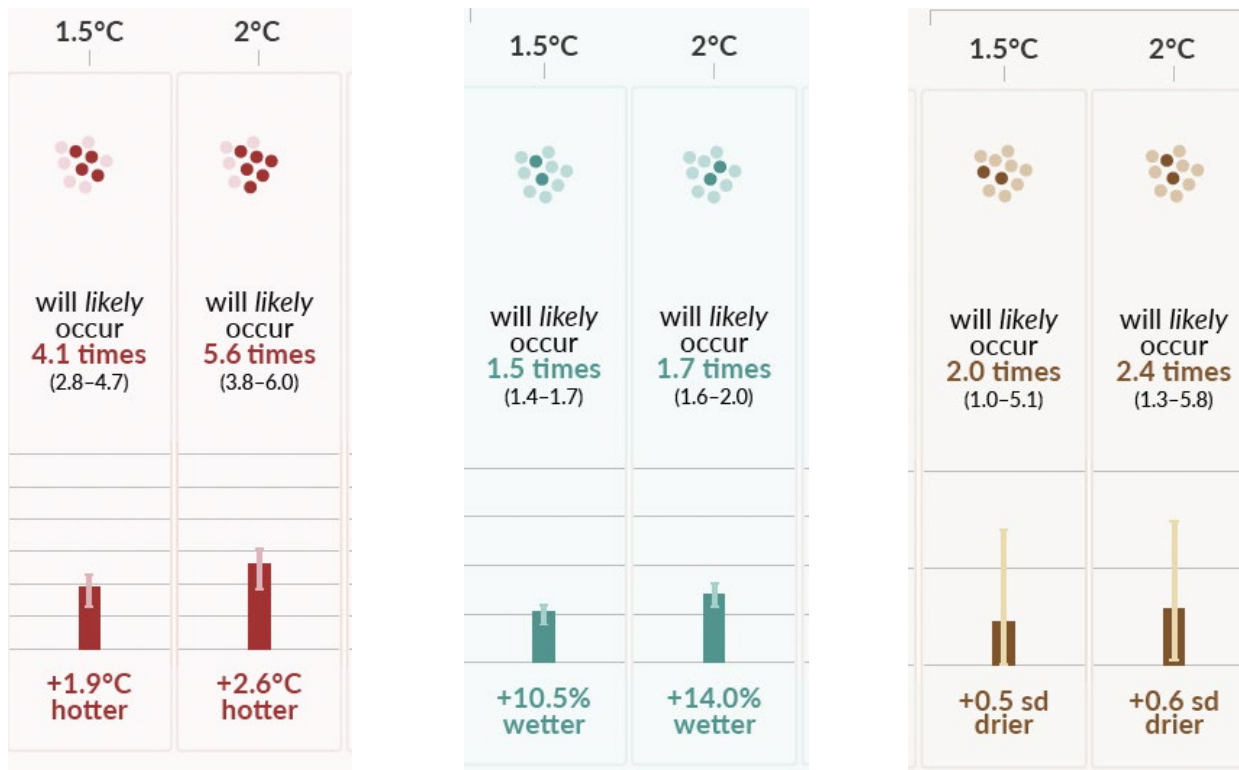 1.5°C
2°C
will likely
occur
4.1 times
(2.8–4.7)
will likely
occur
5.6 times
(3.8–6.0)
+1.9°C
hotter
+2.6°C
hotter
1.5°C
2°C
will likely
occur
1.5 times
(1.4–1.7)
will likely
occur
1.7 times
(1.6–2.0)
+10.5%
wetter
+14.0%
wetter
1.5°C
2°C
will likely
occur
2.0 times
(1.0–5.1)
will likely
occur
2.4 times
(1.3–5.8)
+0.5 sd
drier
+0.6 sd
drier